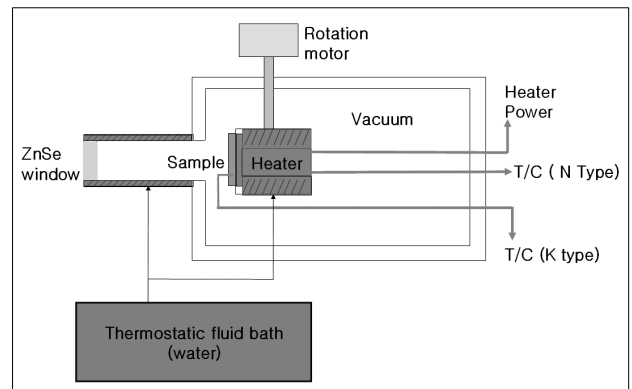 Rotation
motor
Heater
Power
Vacuum
ZnSe
window
Sample
Heater
T/C ( N Type)
T/C (K type)
Thermostatic fluid bath
(water)